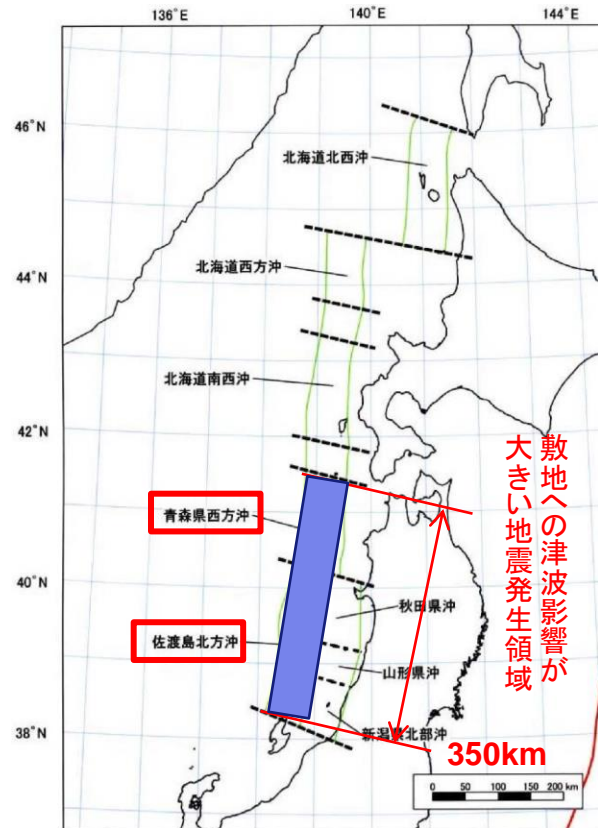 136°E
140°E
144°E
46°N
北海道北西沖
北海道西方沖
44°N
北海道南西沖
42°N
敷地への津波影響が
大きい地震発生領域
青森県西方沖
40°N
秋田県沖
佐渡島北方沖
山形県沖
38°N
新潟県北部沖
350km
0 50 100 150 200 km